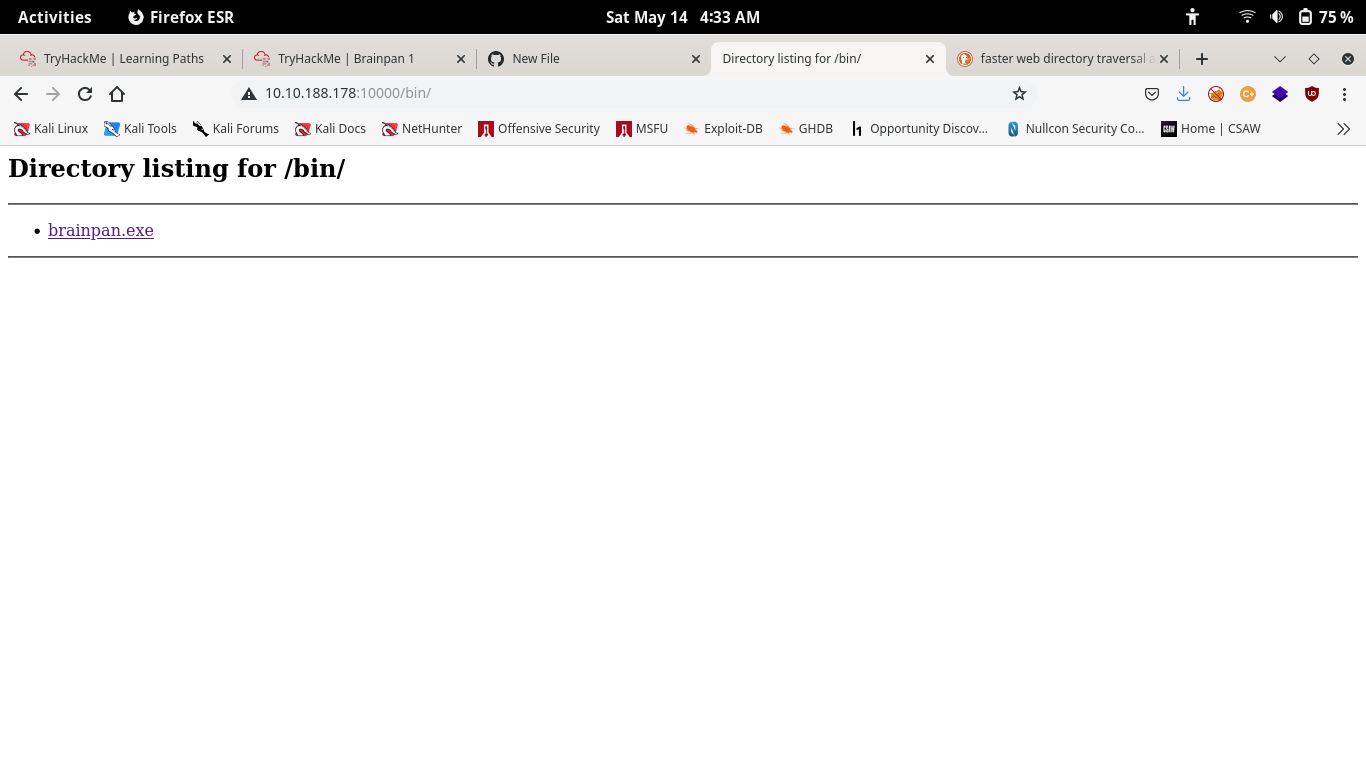 Activities Firefox ESR Sat May 14 4:33 AM 75 %
TryHackMe | Learning Paths TryHackMe | Brainpan 1 New File Directory listing for /bin/ faster web directory traversal a
10.10.188.178:10000/bin/
Kali Linux Kali Tools Kali Forums Kali Docs NetHunter Offensive Security MSFU Exploit-DB GHDB Opportunity Discov… Nullcon Security Co… CSAW Home | CSAW
Directory listing for /bin/
• brainpan.exe